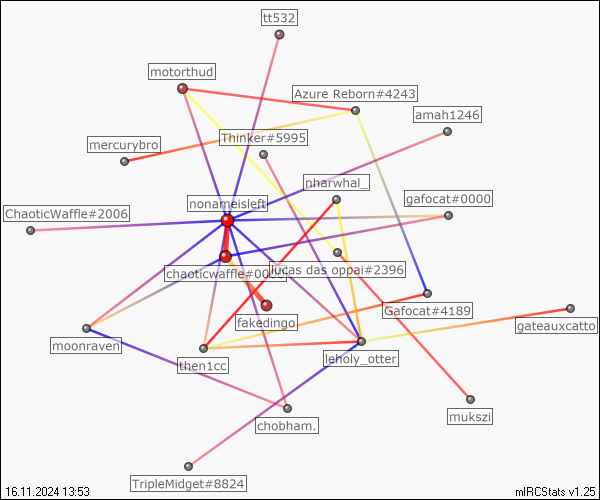 tt532
motorthud
Azure Reborn#4243
amah1246
Thinker#5995
mercurybro
nharwhal_
gafocat#0000
nonameisleft
ChaoticWaffle#2006
lucas das oppai#2396
Gafocat#4189
fakedingo
gateauxcatto
moonraven
then1cc
leholy_otter
mukszi
chobham.
TripleMidget#8824
16.11.2024 13:53
mIRCStats v1.25